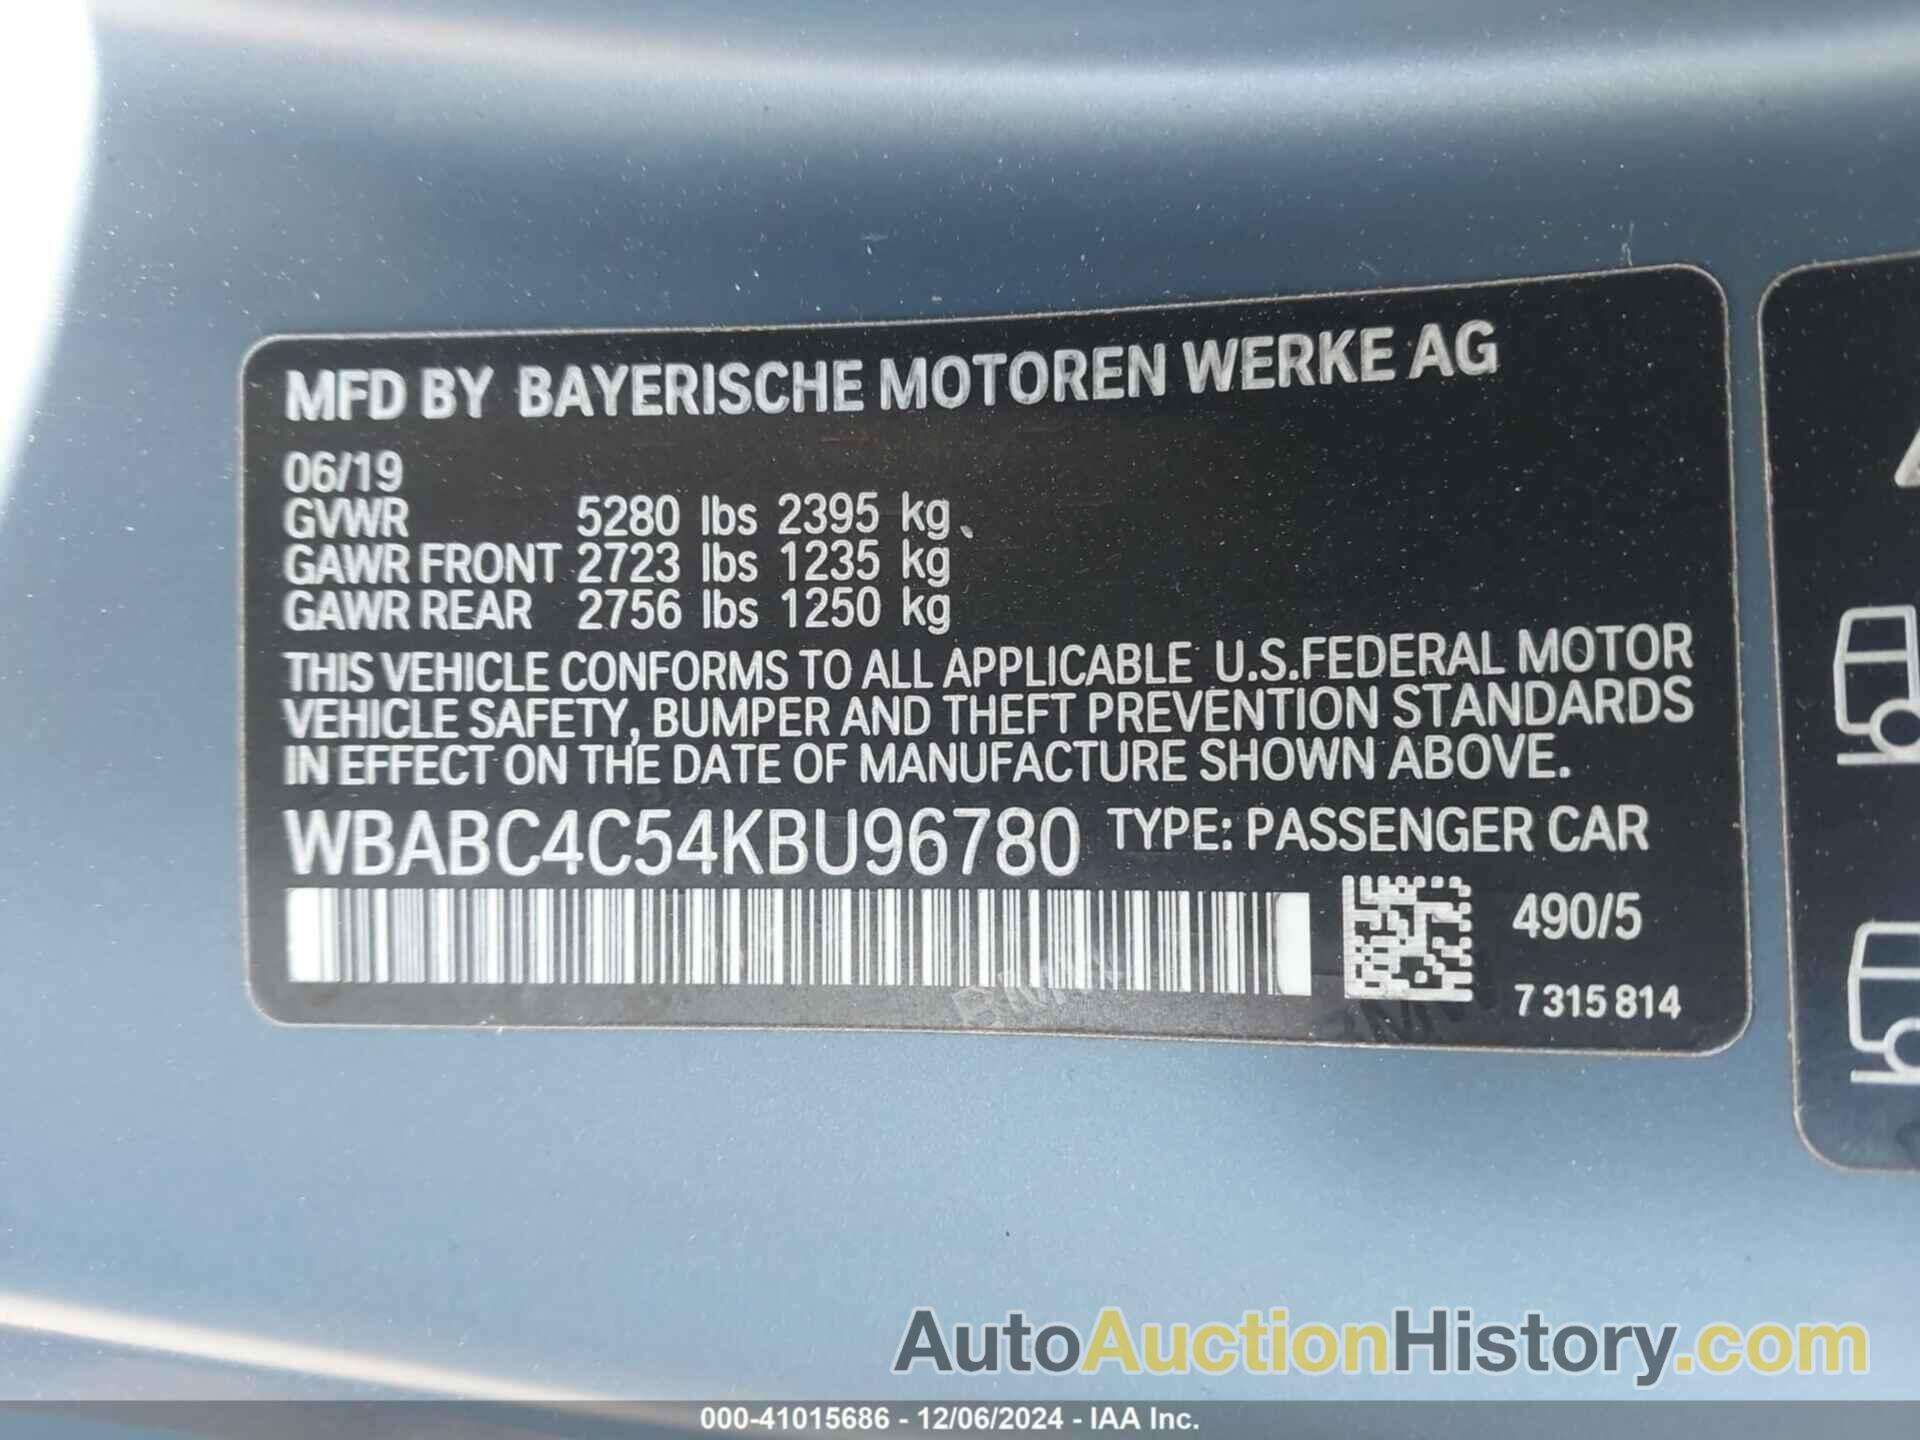 MFD BY BAYERISCHE MOTOREN WERKE AG
06/19
GVWR 5280 lbs 2395 kg
GAWR FRONT 2723 lbs 1235 kg
GAWR REAR 2756 lbs 1250 kg
THIS VEHICLE CONFORMS TO ALL APPLICABLE U.S.FEDERAL MOTOR
VEHICLE SAFETY, BUMPER AND THEFT PREVENTION STANDARDS
IN EFFECT ON THE DATE OF MANUFACTURE SHOWN ABOVE.
WBABC4C54KBU96780 TYPE: PASSENGER CAR
490/5
7 315 814
BMW
BMW
AutoAuctionHistory.com
000-41015686 - 12/06/2024 - IAA Inc.